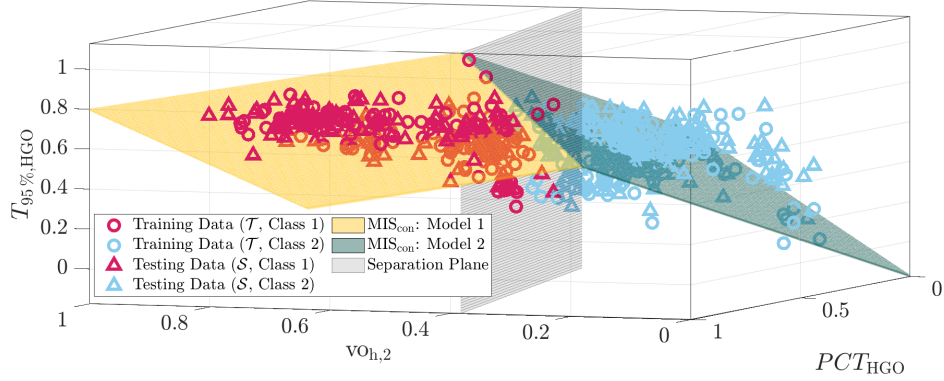 1
0.8
0.6
0.4
0.2
0
T95 %,HGO
Training Data (𝒯, Class 1)
Training Data (𝒯, Class 2)
Testing Data (𝒮, Class 1)
Testing Data (𝒮, Class 2)
MIScon: Model 1
MIScon: Model 2
Separation Plane
1
0.8
0.6
0.4
0.2
0
voh,2
1
0.5
0
PCTHGO